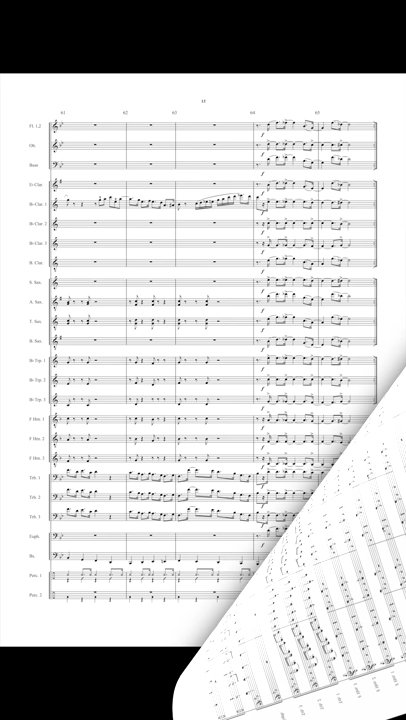 13
61 62 63 64 65
Fl. 1,2
Ob.
Bson
E♭ Clar.
B♭ Clar. 1
B♭ Clar. 2
B♭ Clar. 3
B. Clar.
S. Sax.
A. Sax.
T. Sax.
B. Sax.
B♭ Trp. 1
B♭ Trp. 2
B♭ Trp. 3
F Hrn. 1
F Hrn. 2
F Hrn. 3
Trb. 1
Trb. 2
Trb. 3
Euph.
Bs.
Perc. 1
Perc. 2